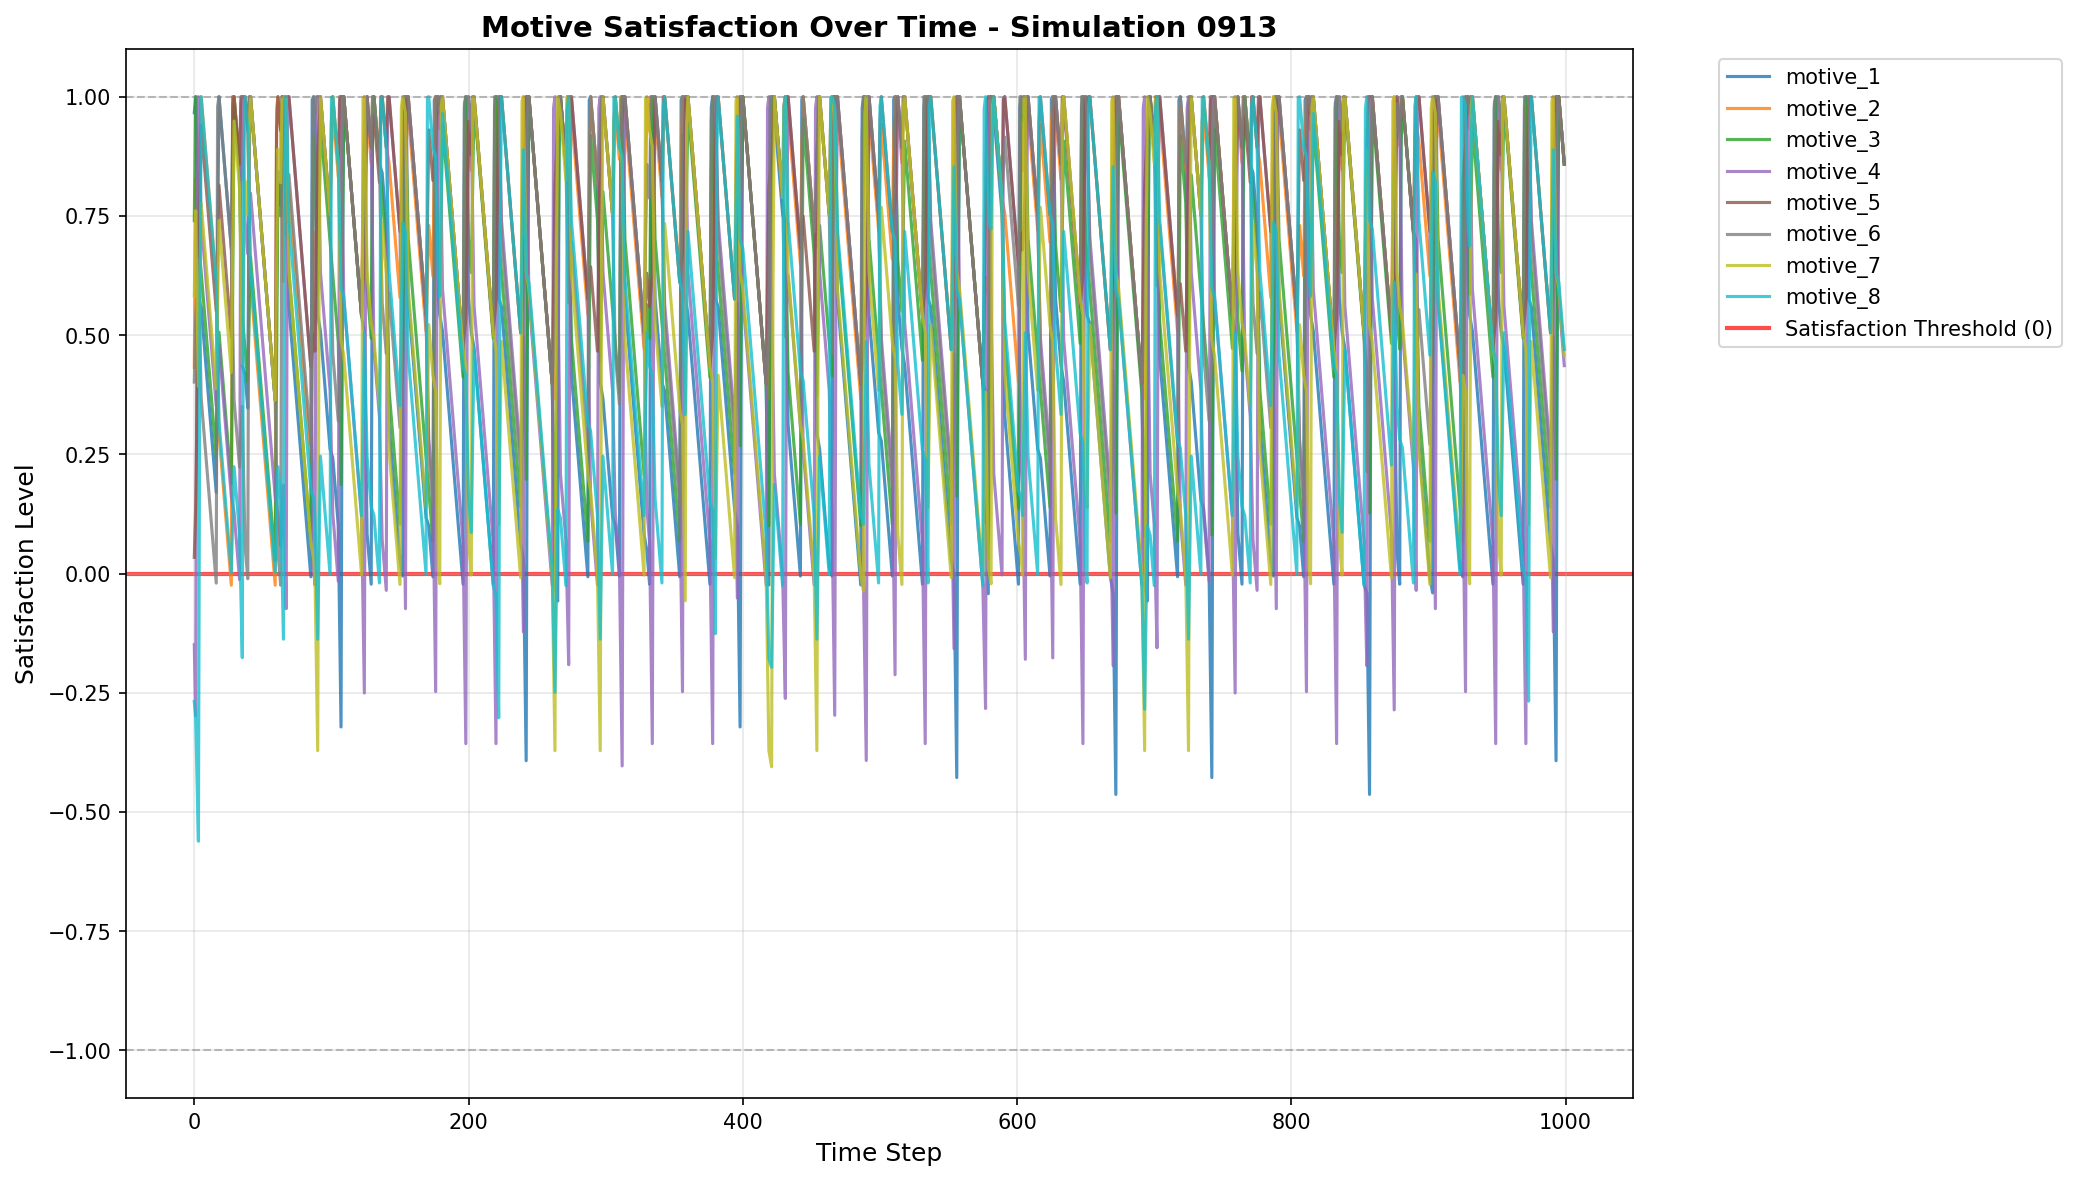 Motive Satisfaction Over Time - Simulation 0913
motive_1
motive_2
motive_3
motive_4
motive_5
motive_6
motive_7
motive_8
Satisfaction Threshold (0)
Satisfaction Level
1.00
0.75
0.50
0.25
0.00
−0.25
−0.50
−0.75
−1.00
0 200 400 600 800 1000
Time Step